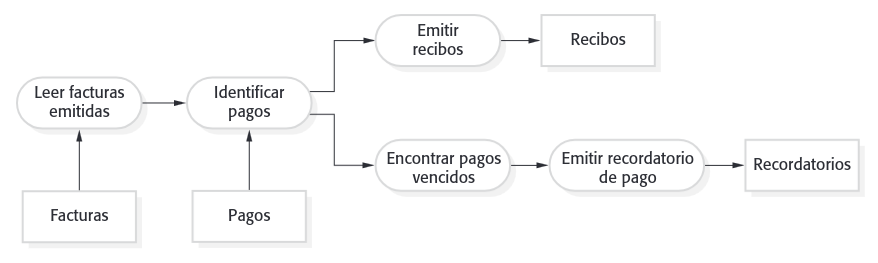 Emitir
recibos
Recibos
Leer facturas
emitidas
Identificar
pagos
Encontrar pagos
vencidos
Emitir recordatorio
de pago
Recordatorios
Facturas
Pagos